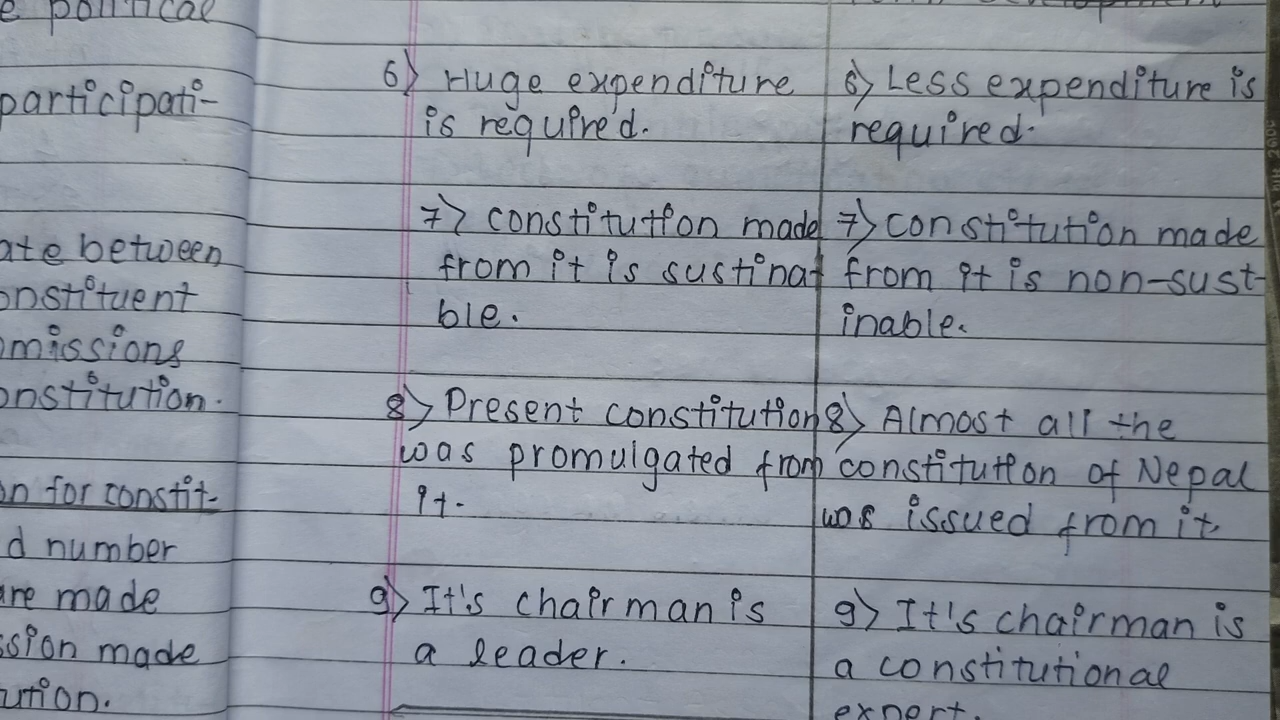 e political
participati-
ate between
onstituent
omissions
onstitution.
on for constit-
d number
are made
ssion made
ution.
6) Huge expenditure
is required.
7) constitution made
from it is sustina
ble.
8) Present constitution
was promulgated from
it.
9) It's chairman is
a leader.
6) Less expenditure is
required.
7) constitution made
from it is non-sust-
inable.
8) Almost all the
constitution of Nepal
was issued from it.
9) It's chairman is
a constitutional
expert.